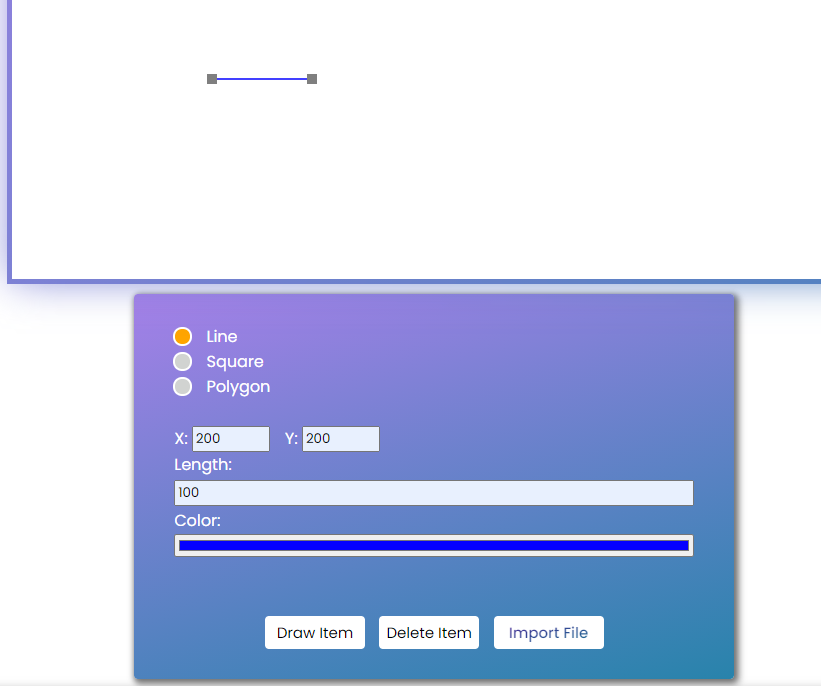 Line
Square
Polygon
X: 200 Y: 200
Length:
100
Color:
Draw Item Delete Item Import File